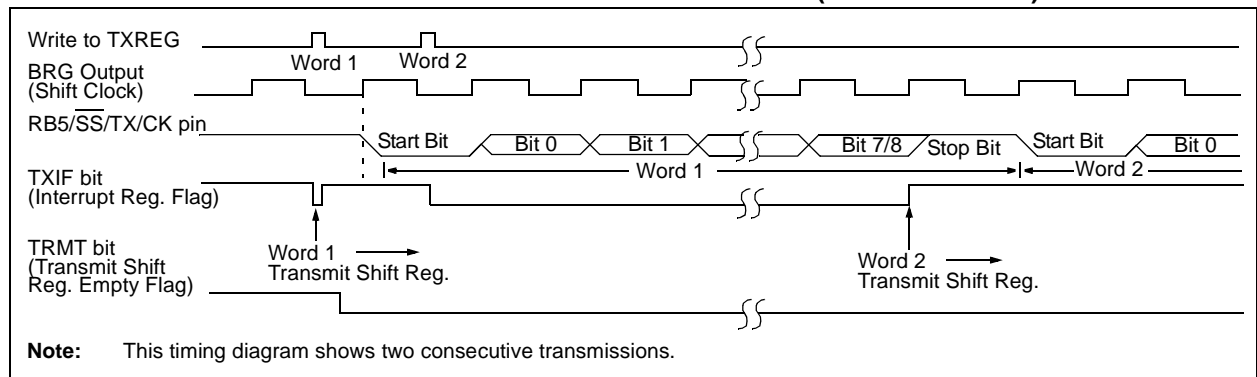 Write to TXREG
Word 1
Word 2
BRG Output
(Shift Clock)
RB5/SS/TX/CK pin
Start Bit
Bit 0
Bit 1
Bit 7/8
Stop Bit
Start Bit
Bit 0
Word 1
Word 2
TXIF bit
(Interrupt Reg. Flag)
Word 1
Transmit Shift Reg.
Word 2
Transmit Shift Reg.
TRMT bit
(Transmit Shift
Reg. Empty Flag)
Note: This timing diagram shows two consecutive transmissions.